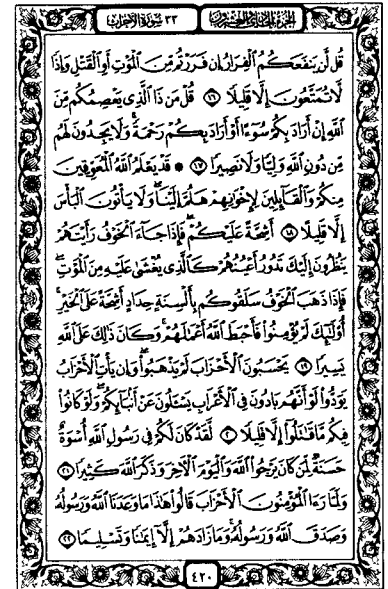 الجزء الحادي والعشرون ٣٣ سورة الأحزاب
قُل لَّن يَنفَعَكُمُ ٱلْفِرَارُ إِن فَرَرْتُم مِّنَ ٱلْمَوْتِ أَوِ ٱلْقَتْلِ وَإِذًا
لَّا تُمَتَّعُونَ إِلَّا قَلِيلًا ١٦ قُلْ مَن ذَا ٱلَّذِى يَعْصِمُكُم مِّنَ
ٱللَّهِ إِنْ أَرَادَ بِكُمْ سُوٓءًا أَوْ أَرَادَ بِكُمْ رَحْمَةً وَلَا يَجِدُونَ لَهُم
مِّن دُونِ ٱللَّهِ وَلِيًّا وَلَا نَصِيرًا ١٧ ۞ قَدْ يَعْلَمُ ٱللَّهُ ٱلْمُعَوِّقِينَ
مِنكُمْ وَٱلْقَآئِلِينَ لِإِخْوَٰنِهِمْ هَلُمَّ إِلَيْنَا وَلَا يَأْتُونَ ٱلْبَأْسَ
إِلَّا قَلِيلًا ١٨ أَشِحَّةً عَلَيْكُمْ فَإِذَا جَآءَ ٱلْخَوْفُ رَأَيْتَهُمْ
يَنظُرُونَ إِلَيْكَ تَدُورُ أَعْيُنُهُمْ كَٱلَّذِى يُغْشَىٰ عَلَيْهِ مِنَ ٱلْمَوْتِ
فَإِذَا ذَهَبَ ٱلْخَوْفُ سَلَقُوكُم بِأَلْسِنَةٍ حِدَادٍ أَشِحَّةً عَلَى ٱلْخَيْرِ
أُو۟لَٰٓئِكَ لَمْ يُؤْمِنُوا۟ فَأَحْبَطَ ٱللَّهُ أَعْمَٰلَهُمْ وَكَانَ ذَٰلِكَ عَلَى ٱللَّهِ
يَسِيرًا ١٩ يَحْسَبُونَ ٱلْأَحْزَابَ لَمْ يَذْهَبُوا۟ وَإِن يَأْتِ ٱلْأَحْزَابُ
يَوَدُّوا۟ لَوْ أَنَّهُم بَادُونَ فِى ٱلْأَعْرَابِ يَسْـَٔلُونَ عَنْ أَنۢبَآئِكُمْ وَلَوْ كَانُوا۟
فِيكُم مَّا قَٰتَلُوٓا۟ إِلَّا قَلِيلًا ٢٠ لَّقَدْ كَانَ لَكُمْ فِى رَسُولِ ٱللَّهِ أُسْوَةٌ
حَسَنَةٌ لِّمَن كَانَ يَرْجُوا۟ ٱللَّهَ وَٱلْيَوْمَ ٱلْءَاخِرَ وَذَكَرَ ٱللَّهَ كَثِيرًا ٢١
وَلَمَّا رَءَا ٱلْمُؤْمِنُونَ ٱلْأَحْزَابَ قَالُوا۟ هَٰذَا مَا وَعَدَنَا ٱللَّهُ وَرَسُولُهُۥ
وَصَدَقَ ٱللَّهُ وَرَسُولُهُۥ وَمَا زَادَهُمْ إِلَّآ إِيمَٰنًا وَتَسْلِيمًا ٢٢
٤٢٠